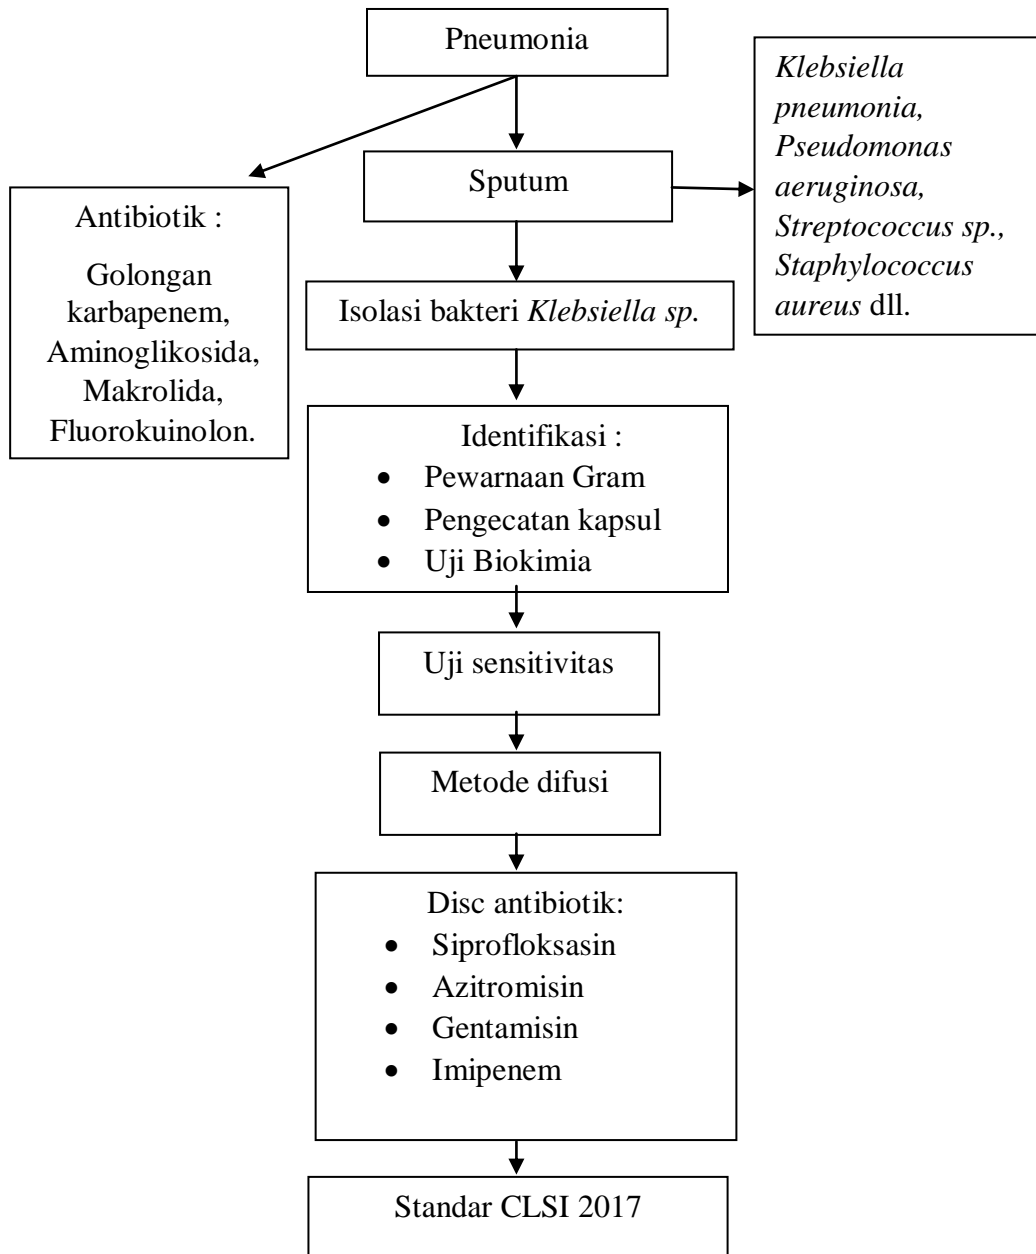 Pneumonia
Klebsiella
pneumonia,
Pseudomonas
aeruginosa,
Streptococcus sp.,
Staphylococcus
aureus dll.
Sputum
Antibiotik :
Golongan
karbapenem,
Aminoglikosida,
Makrolida,
Fluorokuinolon.
Isolasi bakteri Klebsiella sp.
Identifikasi :
• Pewarnaan Gram
• Pengecatan kapsul
• Uji Biokimia
Uji sensitivitas
Metode difusi
Disc antibiotik:
• Siprofloksasin
• Azitromisin
• Gentamisin
• Imipenem
Standar CLSI 2017